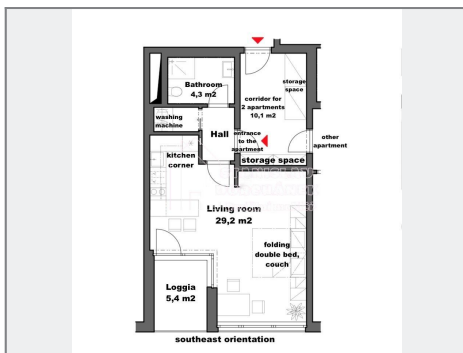 Bathroom
4,3 m2
storage
space
corridor for
2 apartments
10,1 m2
washing
machine
Hall
entrance
to the
apartment
other
apartment
storage space
kitchen
corner
Living room
29,2 m2
folding
double bed,
couch
Loggia
5,4 m2
southeast orientation